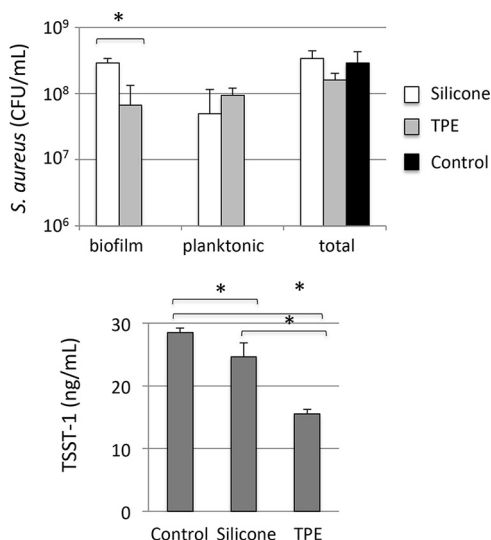 *
10⁹
10⁸
10⁷
10⁶
S. aureus (CFU/mL)
biofilm planktonic total
Silicone
TPE
Control
* *
*
30
20
10
0
TSST-1 (ng/mL)
Control Silicone TPE